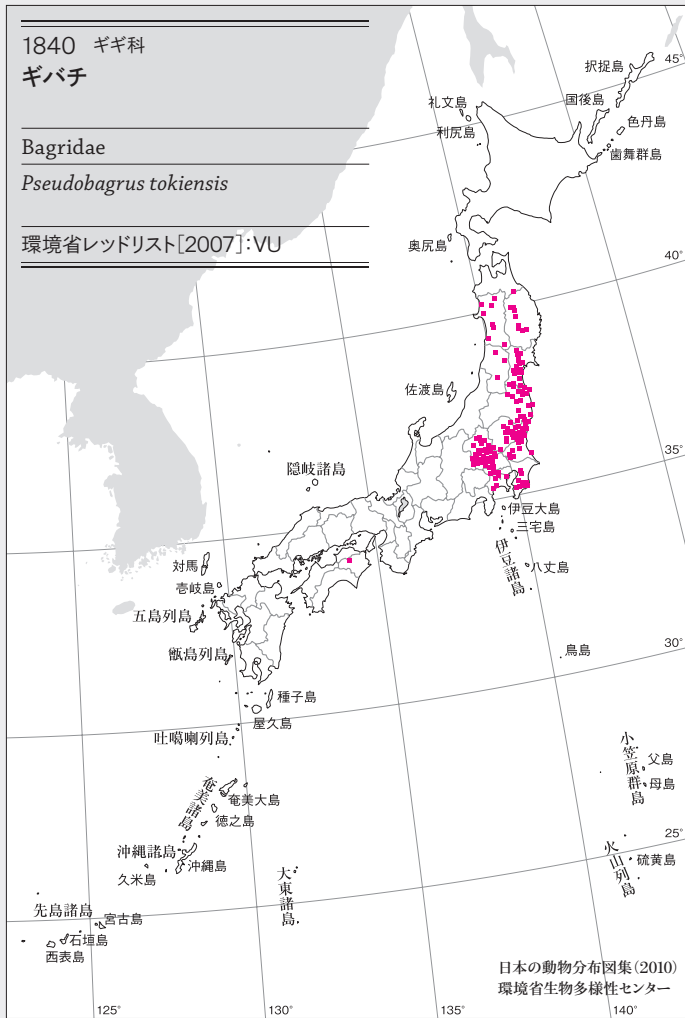 1840 ギギ科
ギバチ
Bagridae
Pseudobagrus tokiensis
環境省レッドリスト[2007]:VU
択捉島
45°
礼文島
国後島
利尻島
色丹島
歯舞群島
奥尻島
40°
佐渡島
35°
隠岐諸島
伊豆大島
三宅島
伊豆諸島
八丈島
対馬
壱岐島
五島列島
甑島列島
鳥島
30°
種子島
屋久島
吐噶喇列島
小笠原群島
父島
母島
奄美諸島
奄美大島
徳之島
沖縄諸島
沖縄島
久米島
25°
火山列島
硫黄島
大東諸島
先島諸島
宮古島
石垣島
西表島
日本の動物分布図集(2010)
環境省生物多様性センター
125°
130°
135°
140°